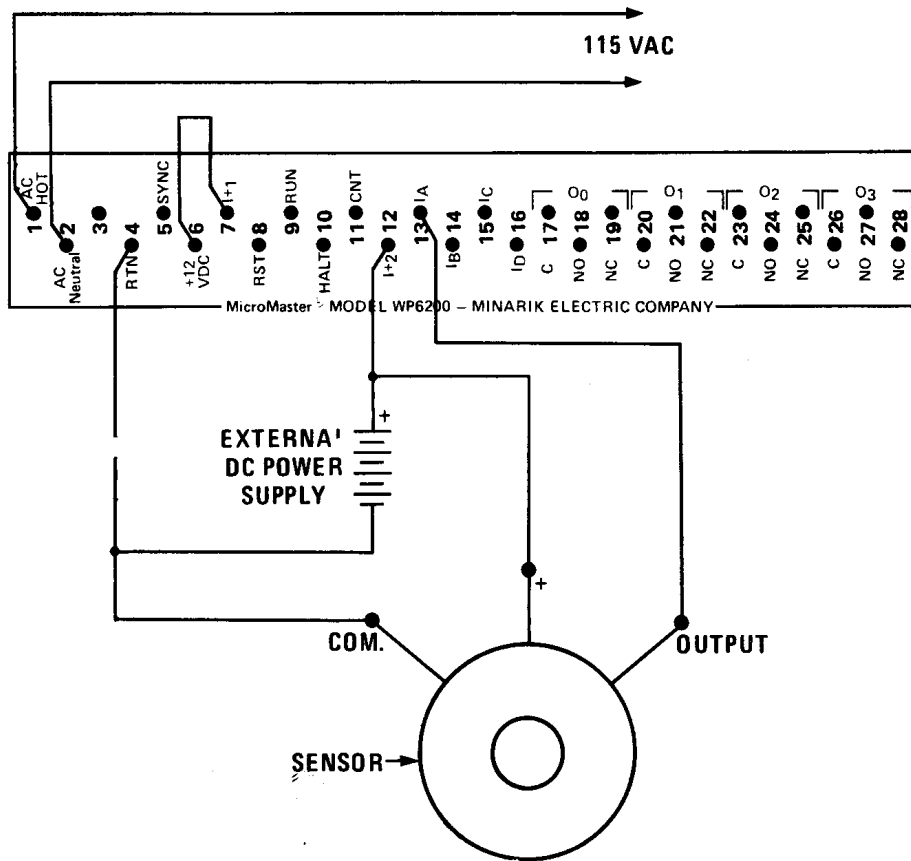 115 VAC
1 AC HOT
2 AC Neutral
3
4 RTN
5 SYNC
6 +12 VDC
7 I+1
8 RST
9 RUN
10 HALT
11 CNT
12 I+2
13 IA
14 IB
15 IC
16 ID
O0
17 C
18 NO
19 NC
O1
20 C
21 NO
22 NC
O2
23 C
24 NO
25 NC
O3
26 C
27 NO
28 NC
MicroMaster MODEL WP6200 – MINARIK ELECTRIC COMPANY
+
EXTERNA'
DC POWER
SUPPLY
+
COM.
OUTPUT
SENSOR